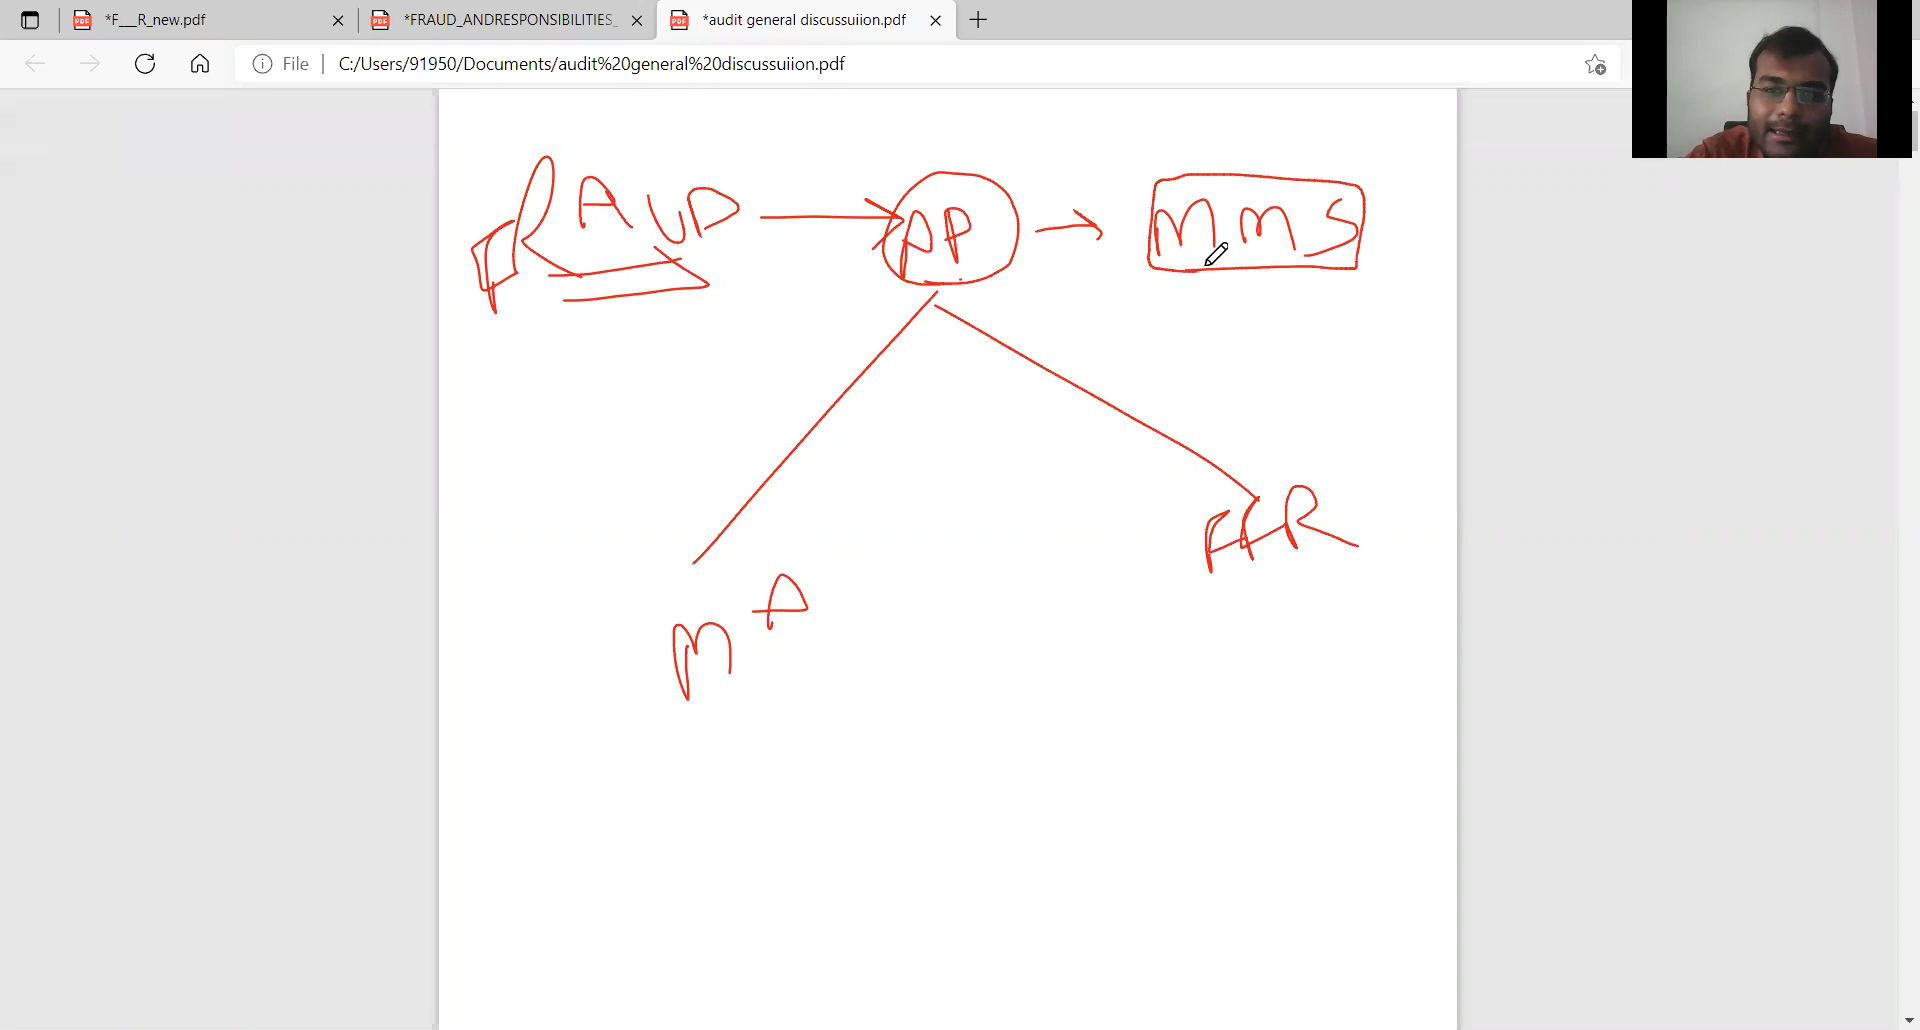 *F__R_new.pdf
*FRAUD_ANDRESPONSIBILITIES_
*audit general discussuiion.pdf
File
C:/Users/91950/Documents/audit%20general%20discussuiion.pdf
FRAUD
AP
MMS
FFR
MA